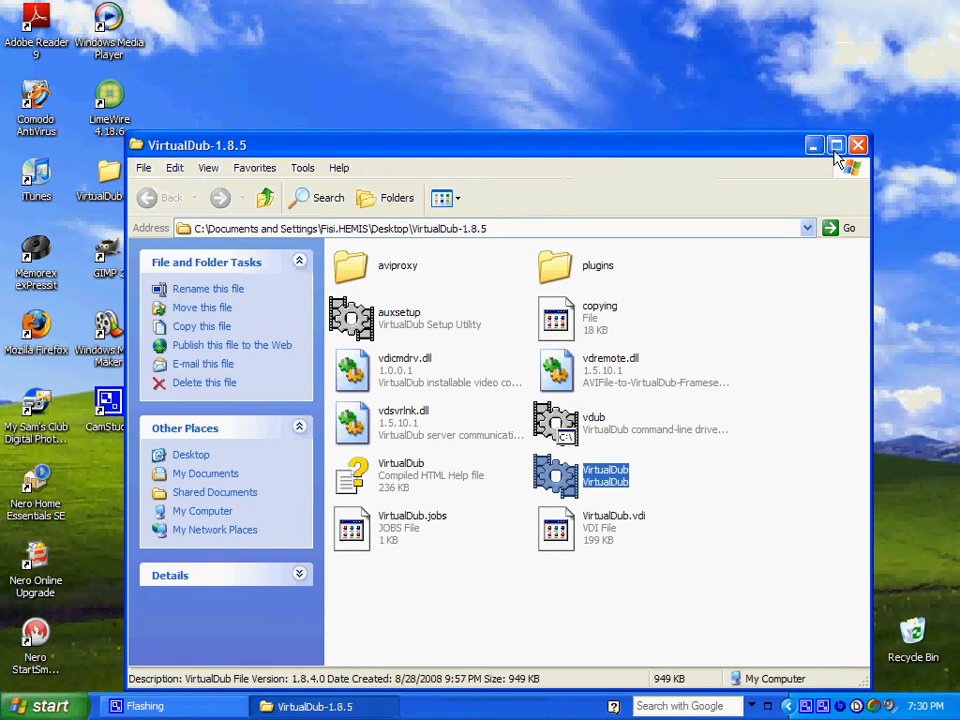 Adobe Reader
9
Windows Media
Player
Comodo
AntiVirus
LimeWire
4.18.6
iTunes
VirtualDub-
Memorex
exPressit
GIMP 2
Mozilla Firefox
Windows M
Maker
My Sam's Club
Digital Phot...
CamStu
Nero Home
Essentials SE
Nero Online
Upgrade
Nero
StartSm...
Recycle Bin
VirtualDub-1.8.5
File Edit View Favorites Tools Help
Back Search Folders
Address C:\Documents and Settings\Fisi.HEMIS\Desktop\VirtualDub-1.8.5 Go
File and Folder Tasks
Rename this file
Move this file
Copy this file
Publish this file to the Web
E-mail this file
Delete this file
Other Places
Desktop
My Documents
Shared Documents
My Computer
My Network Places
Details
aviproxy
plugins
auxsetup
VirtualDub Setup Utility
copying
File
18 KB
vdicmdrv.dll
1.0.0.1
VirtualDub installable video co...
vdremote.dll
1.5.10.1
AVIFile-to-VirtualDub-Framese...
vdsvrlnk.dll
1.5.10.1
VirtualDub server communicati...
vdub
VirtualDub command-line drive...
C:\
VirtualDub
Compiled HTML Help file
236 KB
VirtualDub
VirtualDub
VirtualDub.jobs
JOBS File
1 KB
VirtualDub.vdi
VDI File
199 KB
Description: VirtualDub File Version: 1.8.4.0 Date Created: 8/28/2008 9:57 PM Size: 949 KB 949 KB My Computer
start Flashing VirtualDub-1.8.5 Search with Google 7:30 PM